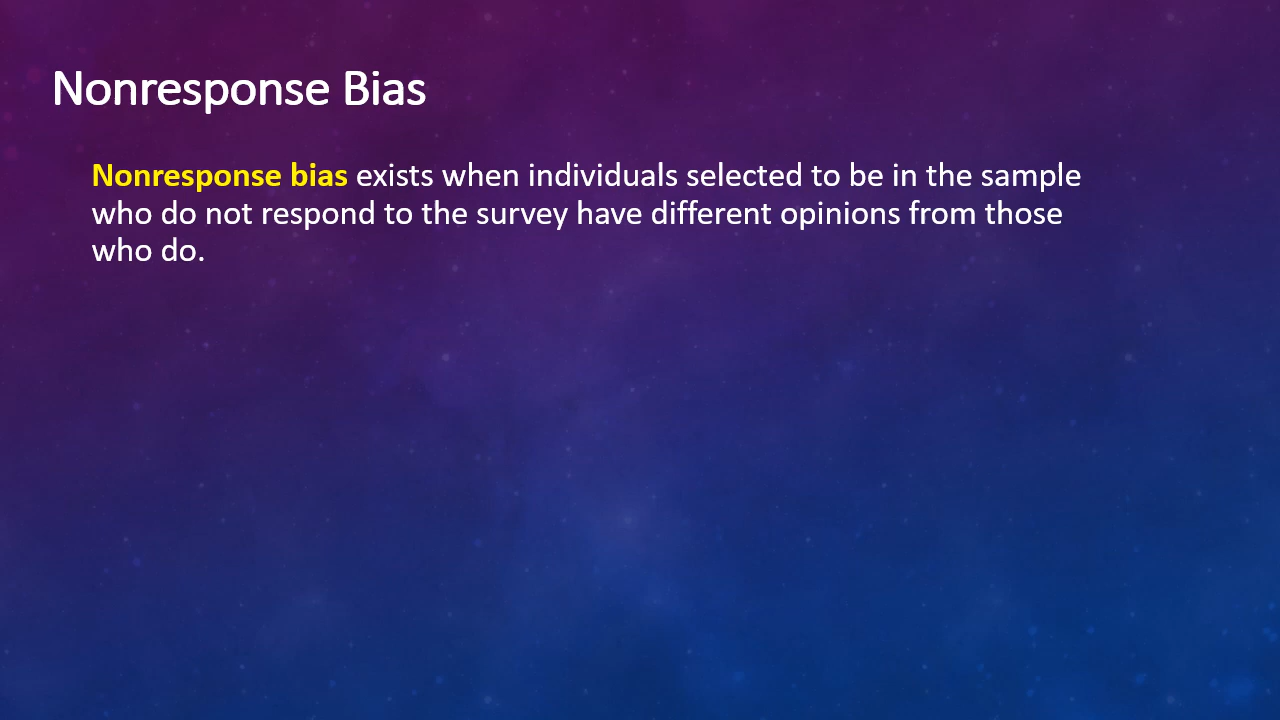 Nonresponse Bias
Nonresponse bias exists when individuals selected to be in the sample
who do not respond to the survey have different opinions from those
who do.